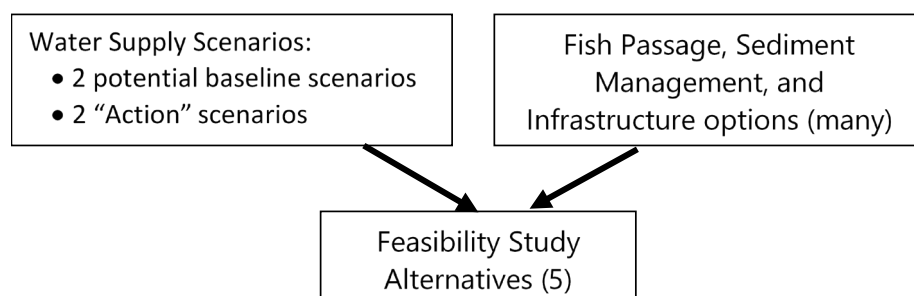 Water Supply Scenarios:
• 2 potential baseline scenarios
• 2 “Action” scenarios
Fish Passage, Sediment
Management, and
Infrastructure options (many)
Feasibility Study
Alternatives (5)